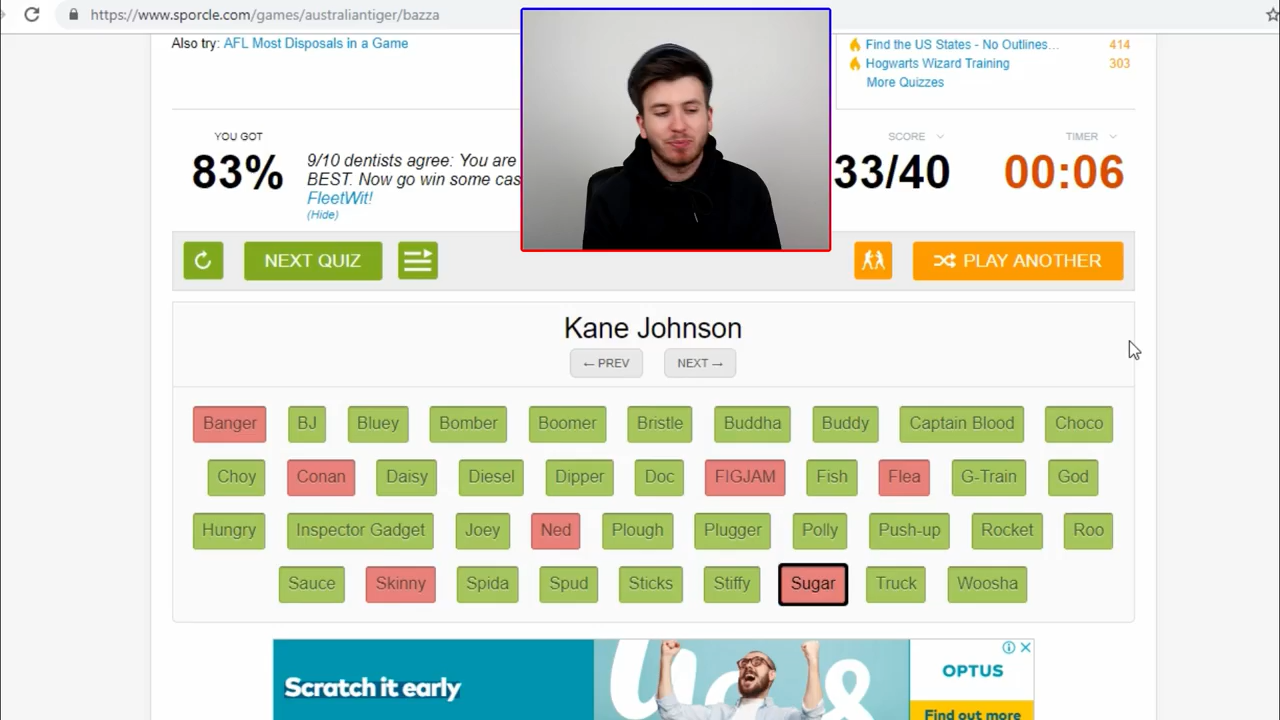 https://www.sporcle.com/games/australiantiger/bazza
Also try: AFL Most Disposals in a Game
Find the US States - No Outlines... 414
Hogwarts Wizard Training 303
More Quizzes
YOU GOT
83%
9/10 dentists agree: You are
BEST. Now go win some cas
FleetWit!
(Hide)
SCORE
33/40
TIMER
00:06
NEXT QUIZ
PLAY ANOTHER
Kane Johnson
← PREV NEXT →
Banger BJ Bluey Bomber Boomer Bristle Buddha Buddy Captain Blood Choco
Choy Conan Daisy Diesel Dipper Doc FIGJAM Fish Flea G-Train God
Hungry Inspector Gadget Joey Ned Plough Plugger Polly Push-up Rocket Roo
Sauce Skinny Spida Spud Sticks Stiffy Sugar Truck Woosha
Scratch it early
OPTUS
Find out more